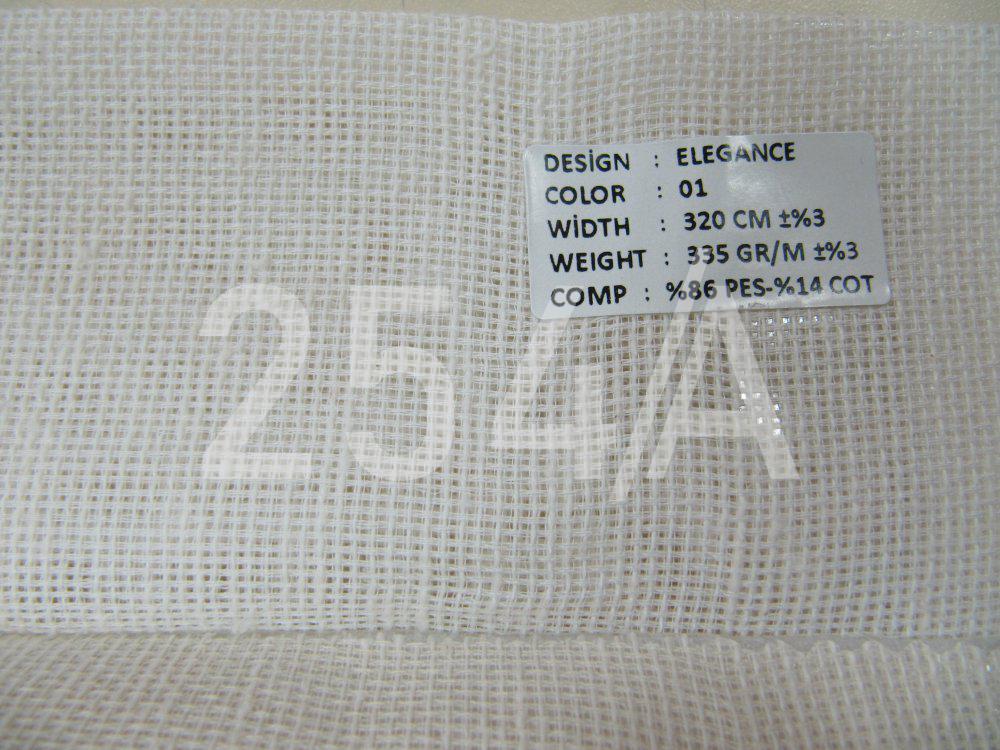 DESİGN : ELEGANCE
COLOR : 01
WİDTH : 320 CM ±%3
WEIGHT : 335 GR/M ±%3
COMP : %86 PES-%14 COT
254/A